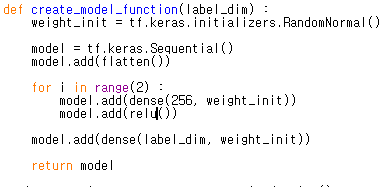 def create_model_function(label_dim) :
    weight_init = tf.keras.initializers.RandomNormal()

    model = tf.keras.Sequential()
    model.add(flatten())

    for i in range(2) :
        model.add(dense(256, weight_init))
        model.add(relu())

    model.add(dense(label_dim, weight_init))

    return model